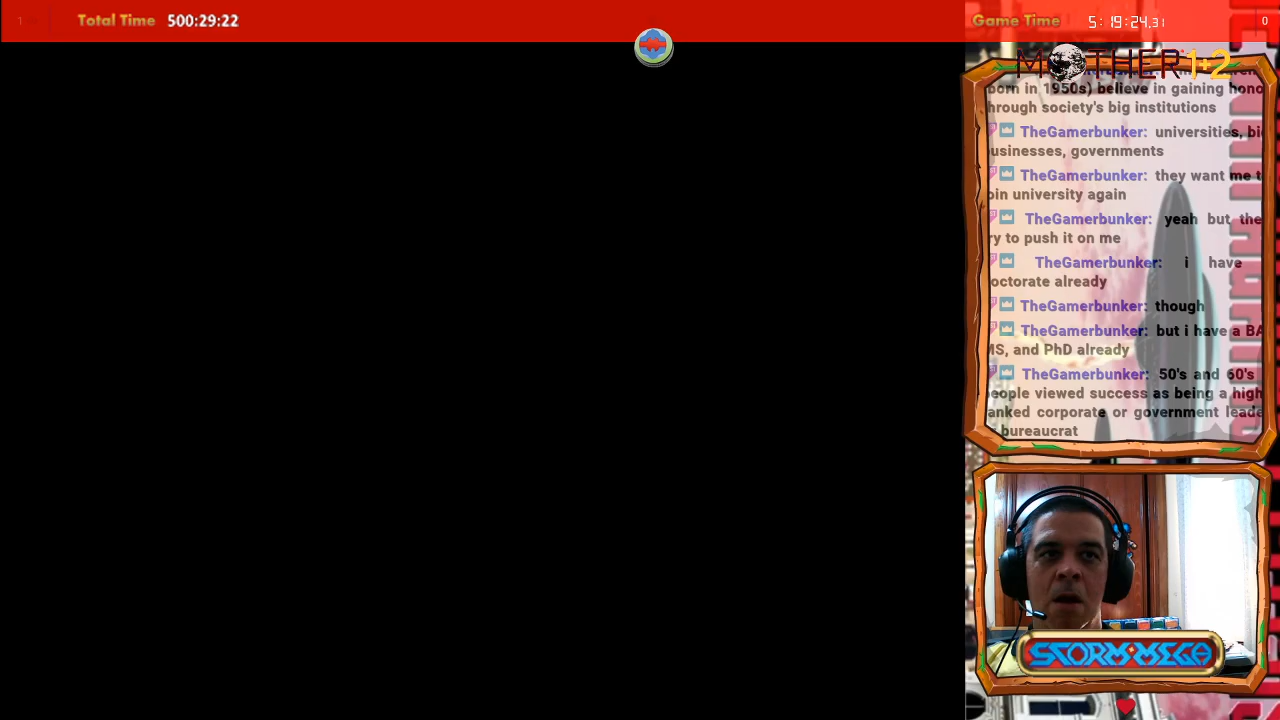 1
Total Time 500:29:22
Game Time 5:19:24.31
0
MOTHER 1+2
born in 1950s) believe in gaining hono
hrough society's big institutions
TheGamerbunker: universities, bi
usinesses, governments
TheGamerbunker: they want me t
oin university again
TheGamerbunker: yeah but the
ry to push it on me
TheGamerbunker: i have
octorate already
TheGamerbunker: though
TheGamerbunker: but i have a BA
MS, and PhD already
TheGamerbunker: 50's and 60's
eople viewed success as being a high
anked corporate or government leade
bureaucrat
STORM MEGA